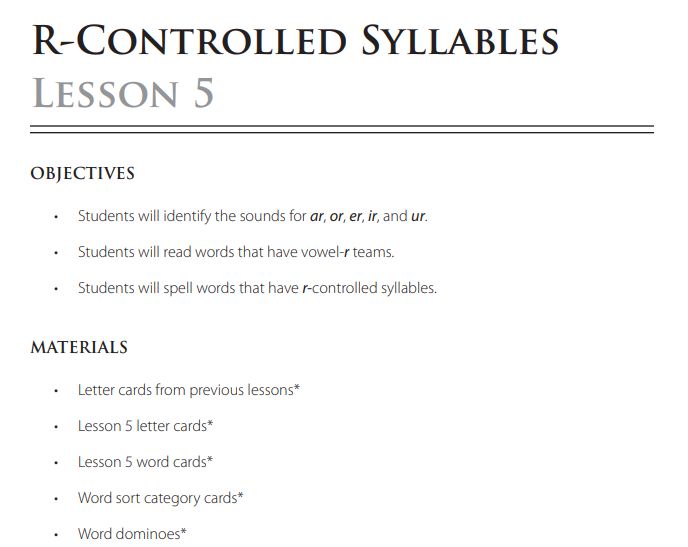 R-Controlled Syllables
Lesson 5
OBJECTIVES
• Students will identify the sounds for ar, or, er, ir, and ur.
• Students will read words that have vowel-r teams.
• Students will spell words that have r-controlled syllables.
MATERIALS
• Letter cards from previous lessons*
• Lesson 5 letter cards*
• Lesson 5 word cards*
• Word sort category cards*
• Word dominoes*